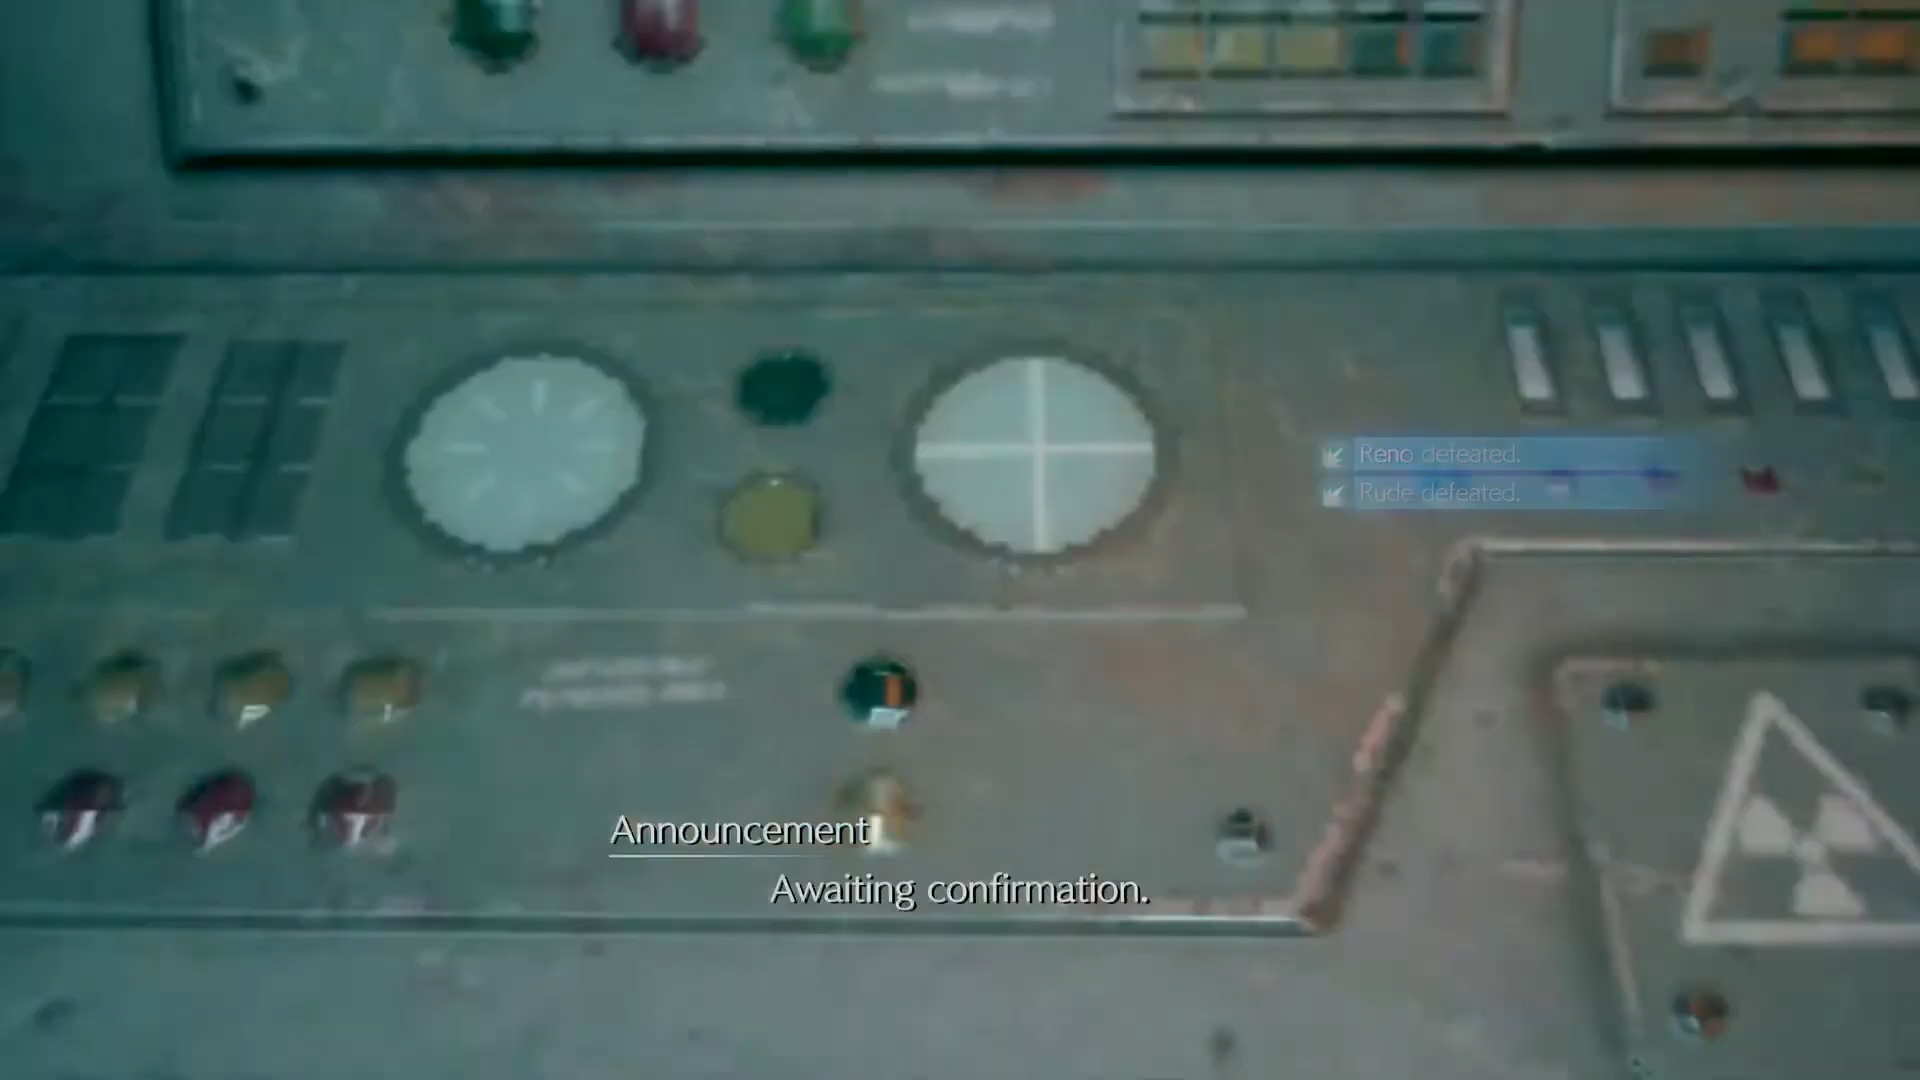 Reno defeated.
Rude defeated.
Announcement
Awaiting confirmation.